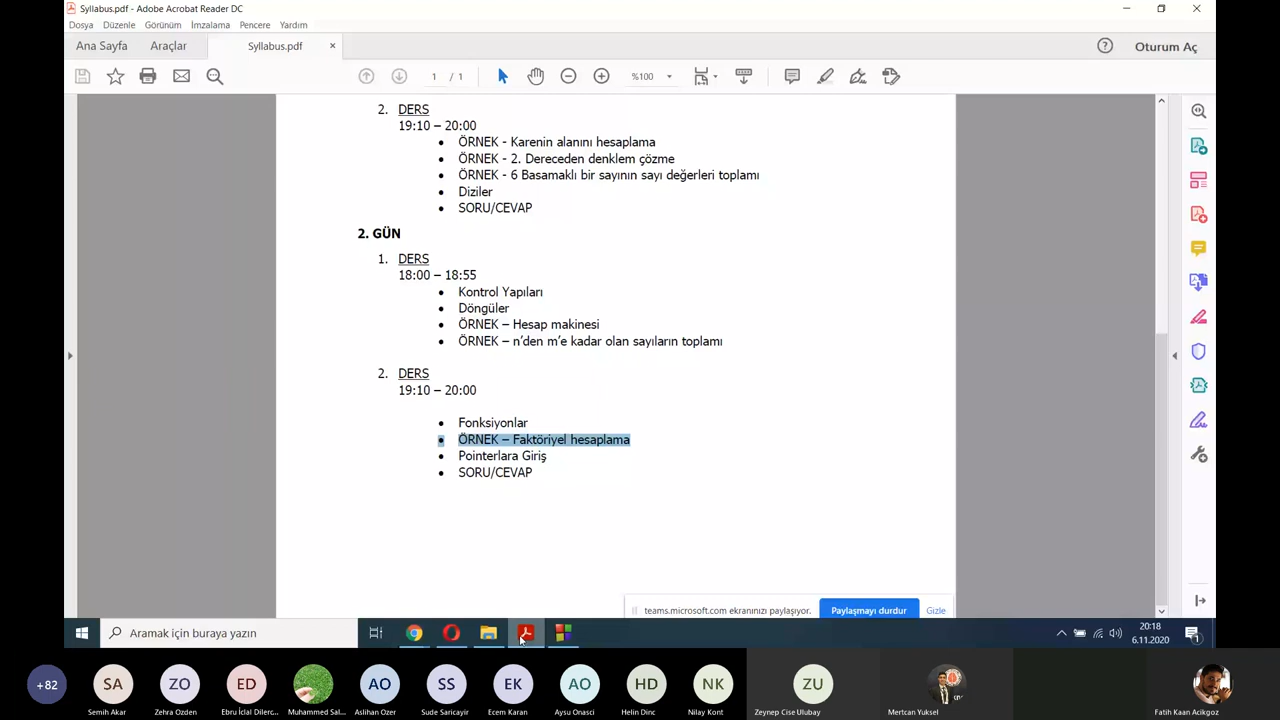 Syllabus.pdf - Adobe Acrobat Reader DC
Dosya Düzenle Görünüm İmzalama Pencere Yardım
Ana Sayfa Araçlar Syllabus.pdf × Oturum Aç
1 / 1 %100
2. DERS
19:10 – 20:00
• ÖRNEK - Karenin alanını hesaplama
• ÖRNEK - 2. Dereceden denklem çözme
• ÖRNEK - 6 Basamaklı bir sayının sayı değerleri toplamı
• Diziler
• SORU/CEVAP
2. GÜN
1. DERS
18:00 – 18:55
• Kontrol Yapıları
• Döngüler
• ÖRNEK – Hesap makinesi
• ÖRNEK – n’den m’e kadar olan sayıların toplamı
2. DERS
19:10 – 20:00
• Fonksiyonlar
• ÖRNEK – Faktöriyel hesaplama
• Pointerlara Giriş
• SORU/CEVAP
teams.microsoft.com ekranınızı paylaşıyor. Paylaşmayı durdur Gizle
Aramak için buraya yazın
20:18
6.11.2020
1
+82 SA ZO ED AO SS EK AO HD NK ZU
Semih Akar Zehra Ozden Ebru İclal Dilerc... Muhammed Sal... Aslihan Ozer Sude Saricayir Ecem Karan Aysu Onasci Helin Dinc Nilay Kont Zeynep Cise Ulubay Mertcan Yuksel Fatih Kaan Acikgoz